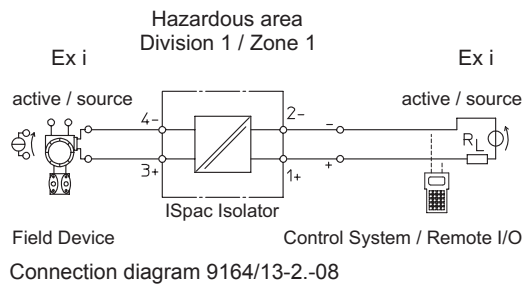 Hazardous area
Division 1 / Zone 1
Ex i
Ex i
active / source
active / source
4-
2-
-
3+
1+
+
RL
ISpac Isolator
Field Device
Control System / Remote I/O
Connection diagram 9164/13-2.-08